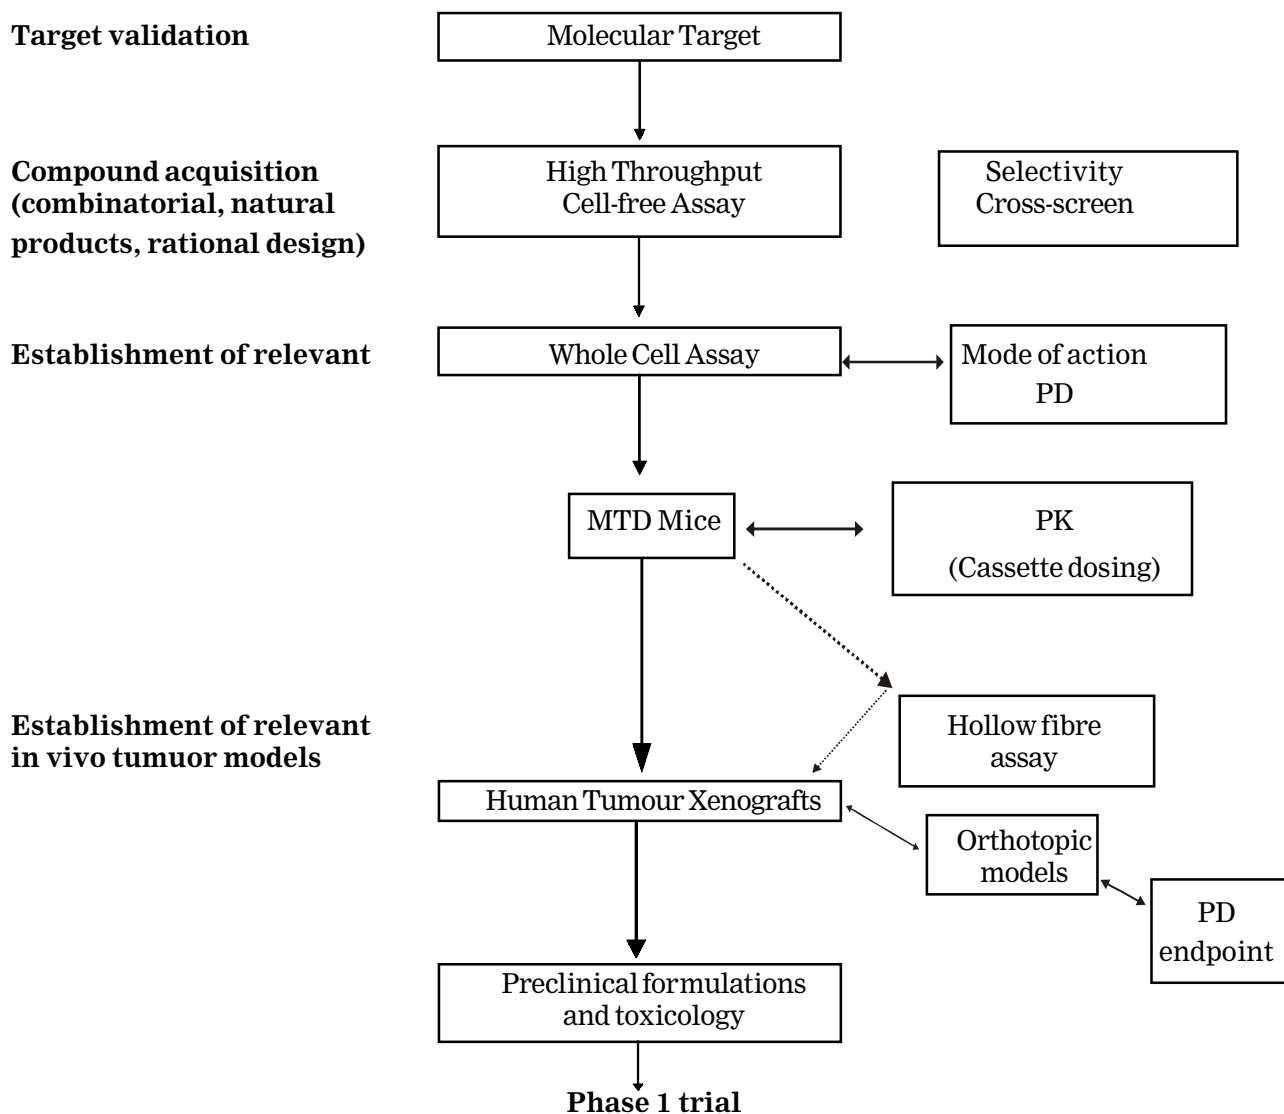 Target validation
Molecular Target
Compound acquisition
(combinatorial, natural
products, rational design)
High Throughput
Cell-free Assay
Selectivity
Cross-screen
Establishment of relevant
Whole Cell Assay
Mode of action
PD
MTD Mice
PK
(Cassette dosing)
Establishment of relevant
in vivo tumuor models
Hollow fibre
assay
Human Tumour Xenografts
Orthotopic
models
PD
endpoint
Preclinical formulations
and toxicology
Phase 1 trial